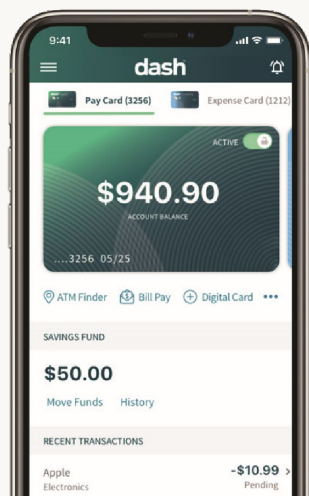 9:41
dash
Pay Card (3256) Expense Card (1212)
ACTIVE
$940.90
ACCOUNT BALANCE
....3256 05/25
ATM Finder Bill Pay Digital Card
SAVINGS FUND
$50.00
Move Funds History
RECENT TRANSACTIONS
Apple -$10.99
Electronics Pending